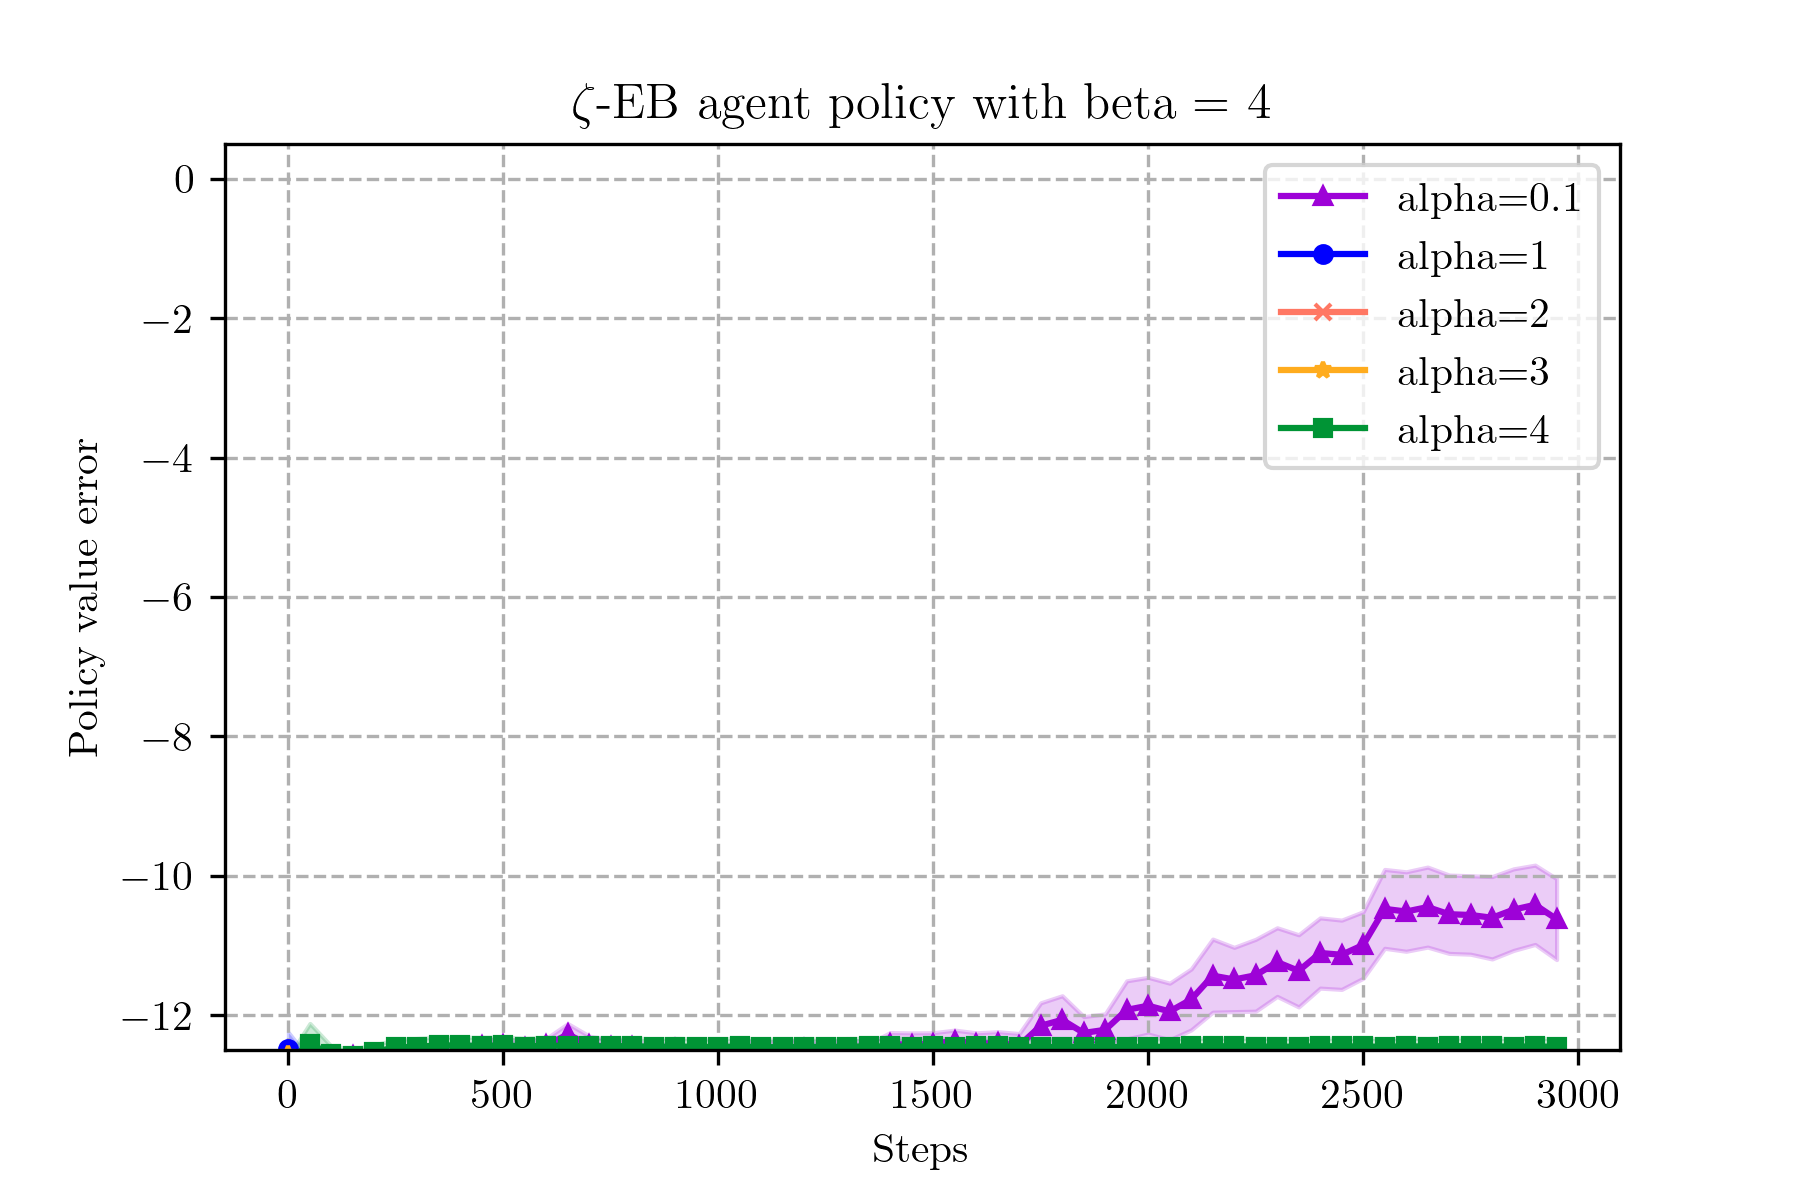 ζ-EB agent policy with beta = 4
0
−2
−4
−6
−8
−10
−12
Policy value error
alpha=0.1
alpha=1
alpha=2
alpha=3
alpha=4
0 500 1000 1500 2000 2500 3000
Steps